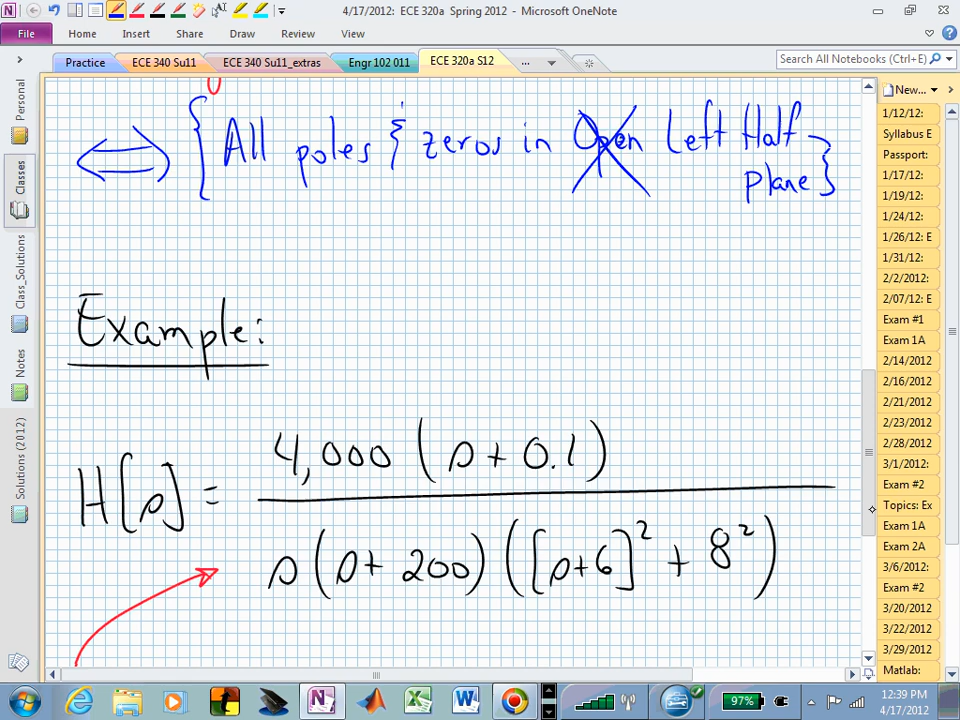 4/17/2012: ECE 320a Spring 2012 - Microsoft OneNote
File Home Insert Share Draw Review View
Practice ECE 340 Su11 ECE 340 Su11_extras Engr 102 011 ECE 320a S12 ...
Search All Notebooks (Ctrl+E)
Personal
Classes
Class_Solutions
Notes
Solutions (2012)
⟺ { All poles & zeros in Open Left Half
plane }
Example:
H[s] =
4,000 (s + 0.1)
s (s + 200) ([s+6]² + 8²)
New...
1/12/12:
Syllabus E
Passport:
1/17/12:
1/19/12:
1/24/12:
1/26/12: E
1/31/12:
2/2/2012:
2/07/12: E
Exam #1
Exam 1A
2/14/2012
2/16/2012
2/21/2012
2/23/2012
2/28/2012
3/1/2012
Exam #2
Topics: Ex
Exam 1A
Exam 2A
3/6/2012
Exam #2
3/20/2012
3/22/2012
3/29/2012
Matlab:
97%
12:39 PM
4/17/2012